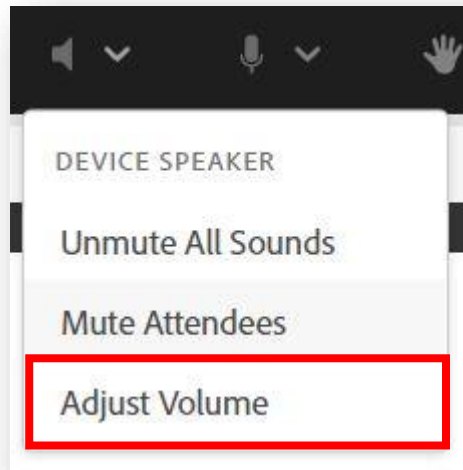 DEVICE SPEAKER
Unmute All Sounds
Mute Attendees
Adjust Volume